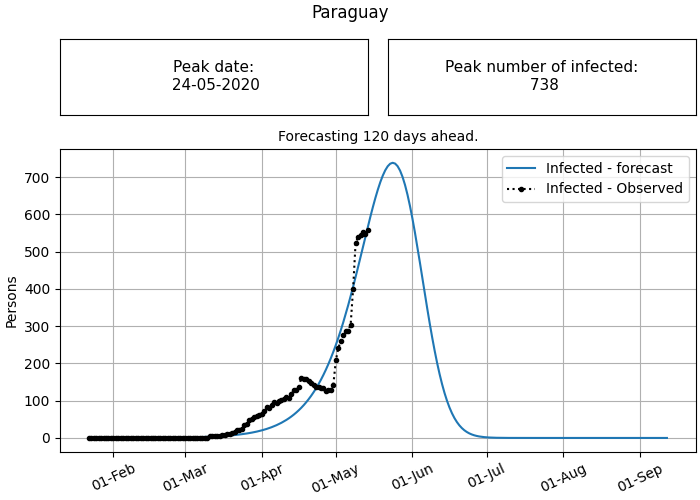 Paraguay
Peak date:
24-05-2020
Peak number of infected:
738
Forecasting 120 days ahead.
Infected - forecast
Infected - Observed
Persons
700
600
500
400
300
200
100
0
01-Feb
01-Mar
01-Apr
01-May
01-Jun
01-Jul
01-Aug
01-Sep